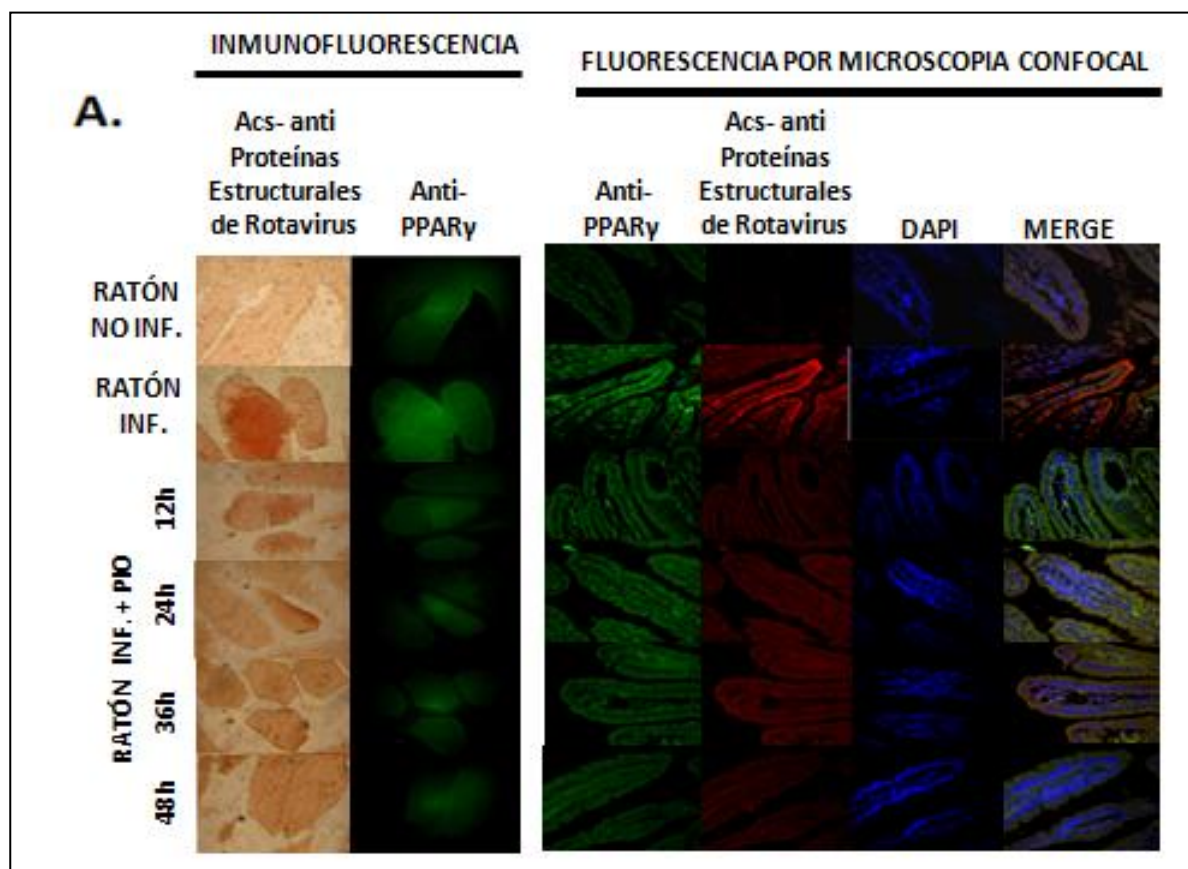 INMUNOFLUORESCENCIA
FLUORESCENCIA POR MICROSCOPIA CONFOCAL
A.
Acs- anti
Proteínas
Estructurales
de Rotavirus
Anti-
PPARγ
Anti-
PPARγ
Acs- anti
Proteínas
Estructurales
de Rotavirus
DAPI
MERGE
RATÓN
NO INF.
RATÓN
INF.
RATÓN INF. + PIO
12h
24h
36h
48h